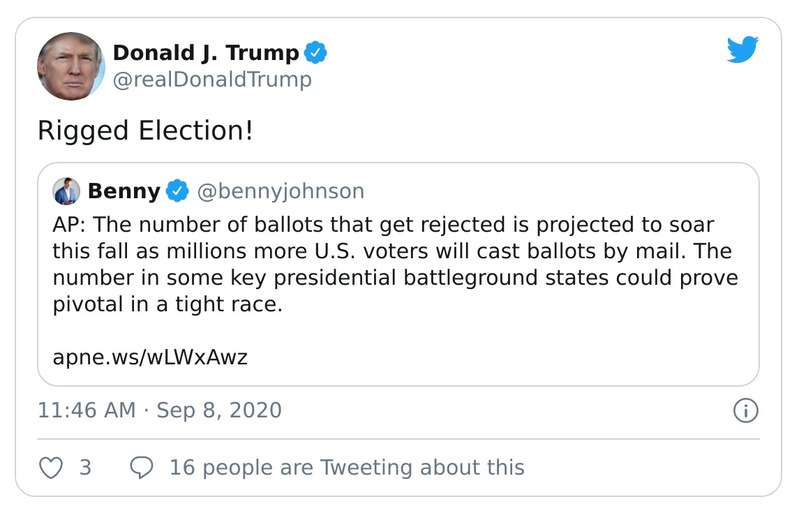 Donald J. Trump
@realDonaldTrump
Rigged Election!
Benny @bennyjohnson
AP: The number of ballots that get rejected is projected to soar
this fall as millions more U.S. voters will cast ballots by mail. The
number in some key presidential battleground states could prove
pivotal in a tight race.
apne.ws/wLWxAwz
11:46 AM · Sep 8, 2020
3 16 people are Tweeting about this